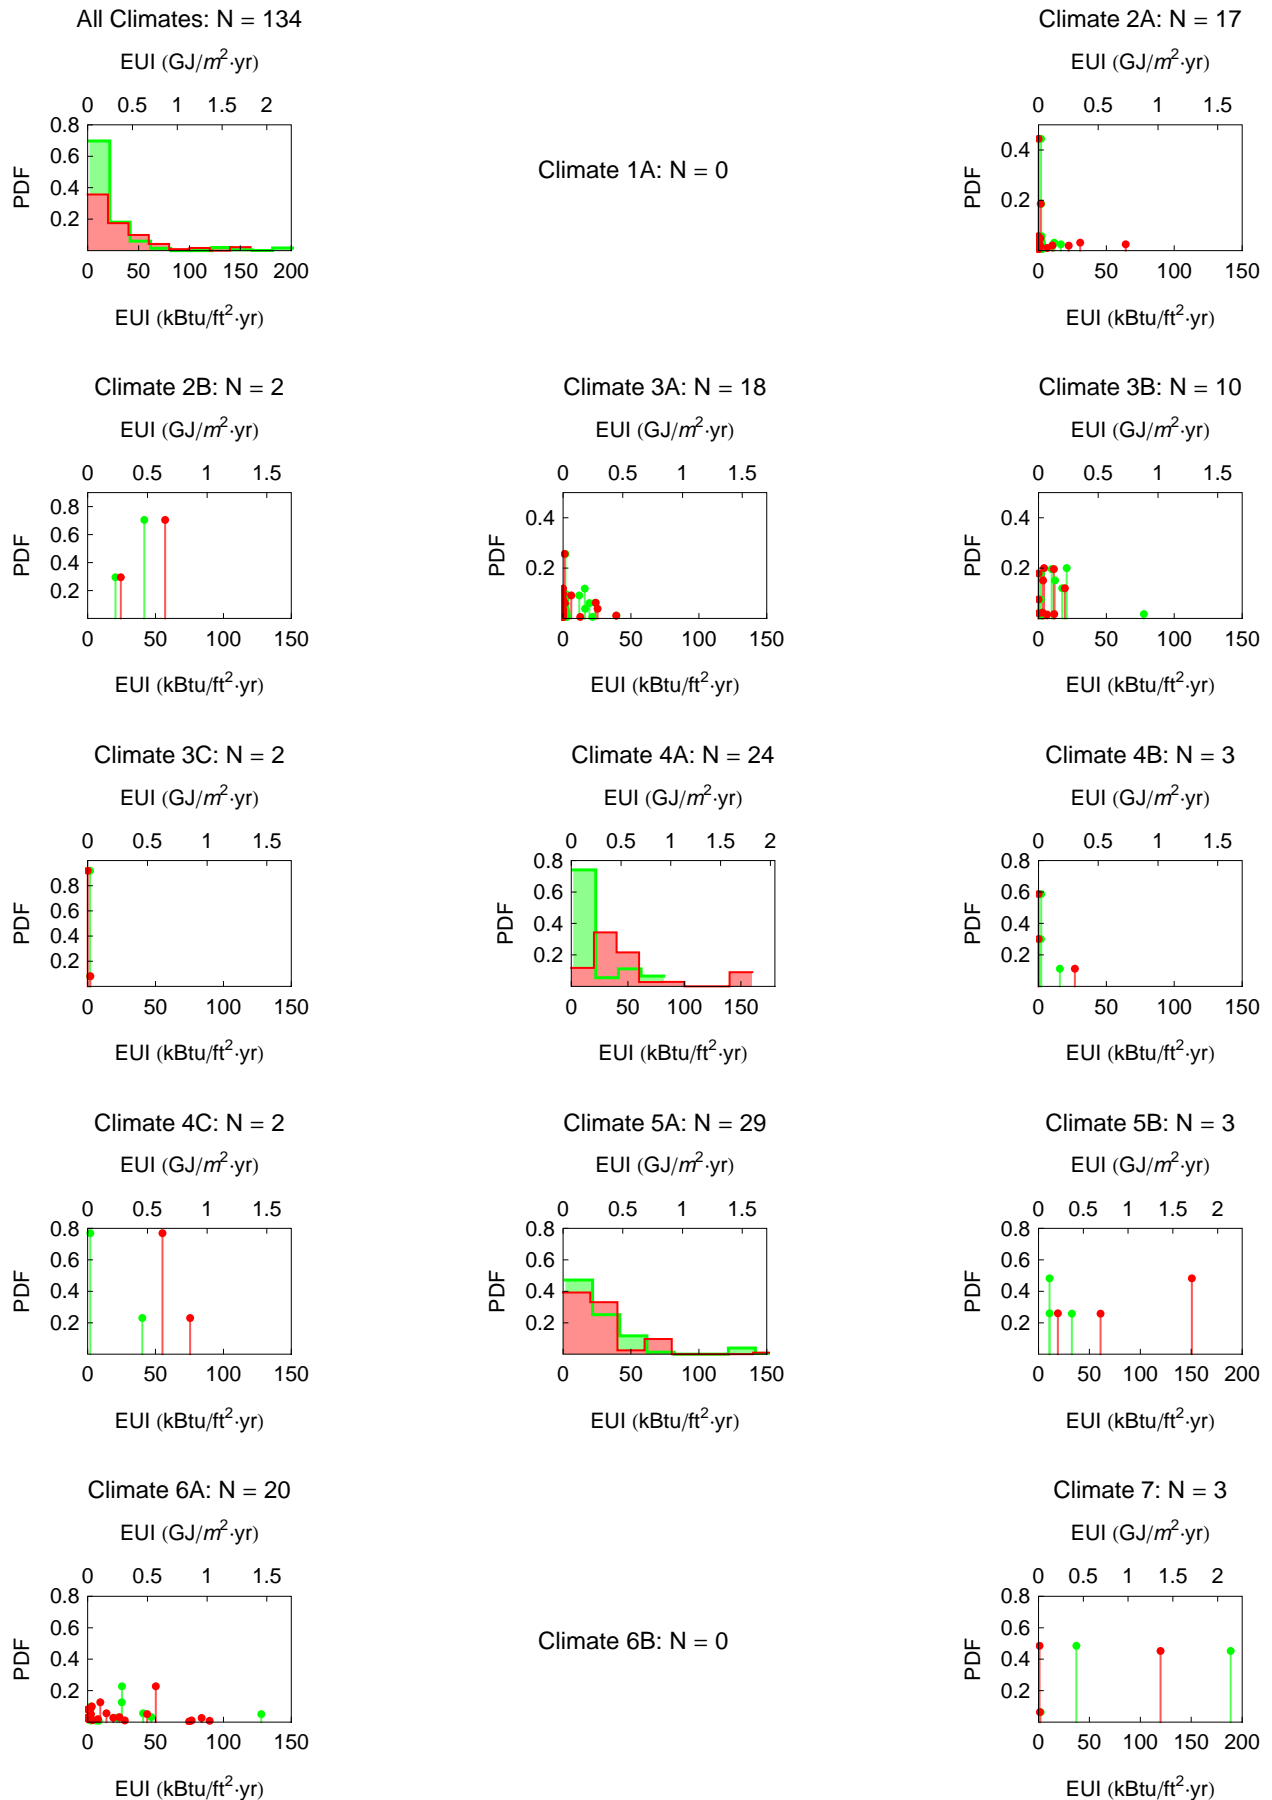 All Climates: N = 134
EUI (GJ/m²·yr)
0 0.5 1 1.5 2
0.8
0.6
0.4
0.2
PDF
0 50 100 150 200
EUI (kBtu/ft²·yr)
Climate 1A: N = 0
Climate 2A: N = 17
EUI (GJ/m²·yr)
0 0.5 1 1.5
0.4
0.2
PDF
0 50 100 150
EUI (kBtu/ft²·yr)
Climate 2B: N = 2
EUI (GJ/m²·yr)
0 0.5 1 1.5
0.8
0.6
0.4
0.2
PDF
0 50 100 150
EUI (kBtu/ft²·yr)
Climate 3A: N = 18
EUI (GJ/m²·yr)
0 0.5 1 1.5
0.4
0.2
PDF
0 50 100 150
EUI (kBtu/ft²·yr)
Climate 3B: N = 10
EUI (GJ/m²·yr)
0 0.5 1 1.5
0.4
0.2
PDF
0 50 100 150
EUI (kBtu/ft²·yr)
Climate 3C: N = 2
EUI (GJ/m²·yr)
0 0.5 1 1.5
0.8
0.6
0.4
0.2
PDF
0 50 100 150
EUI (kBtu/ft²·yr)
Climate 4A: N = 24
EUI (GJ/m²·yr)
0 0.5 1 1.5 2
0.8
0.6
0.4
0.2
PDF
0 50 100 150
EUI (kBtu/ft²·yr)
Climate 4B: N = 3
EUI (GJ/m²·yr)
0 0.5 1 1.5
0.8
0.6
0.4
0.2
PDF
0 50 100 150
EUI (kBtu/ft²·yr)
Climate 4C: N = 2
EUI (GJ/m²·yr)
0 0.5 1 1.5
0.8
0.6
0.4
0.2
PDF
0 50 100 150
EUI (kBtu/ft²·yr)
Climate 5A: N = 29
EUI (GJ/m²·yr)
0 0.5 1 1.5
0.8
0.6
0.4
0.2
PDF
0 50 100 150
EUI (kBtu/ft²·yr)
Climate 5B: N = 3
EUI (GJ/m²·yr)
0 0.5 1 1.5 2
0.8
0.6
0.4
0.2
PDF
0 50 100 150 200
EUI (kBtu/ft²·yr)
Climate 6A: N = 20
EUI (GJ/m²·yr)
0 0.5 1 1.5
0.8
0.6
0.4
0.2
PDF
0 50 100 150
EUI (kBtu/ft²·yr)
Climate 6B: N = 0
Climate 7: N = 3
EUI (GJ/m²·yr)
0 0.5 1 1.5 2
0.8
0.6
0.4
0.2
PDF
0 50 100 150 200
EUI (kBtu/ft²·yr)